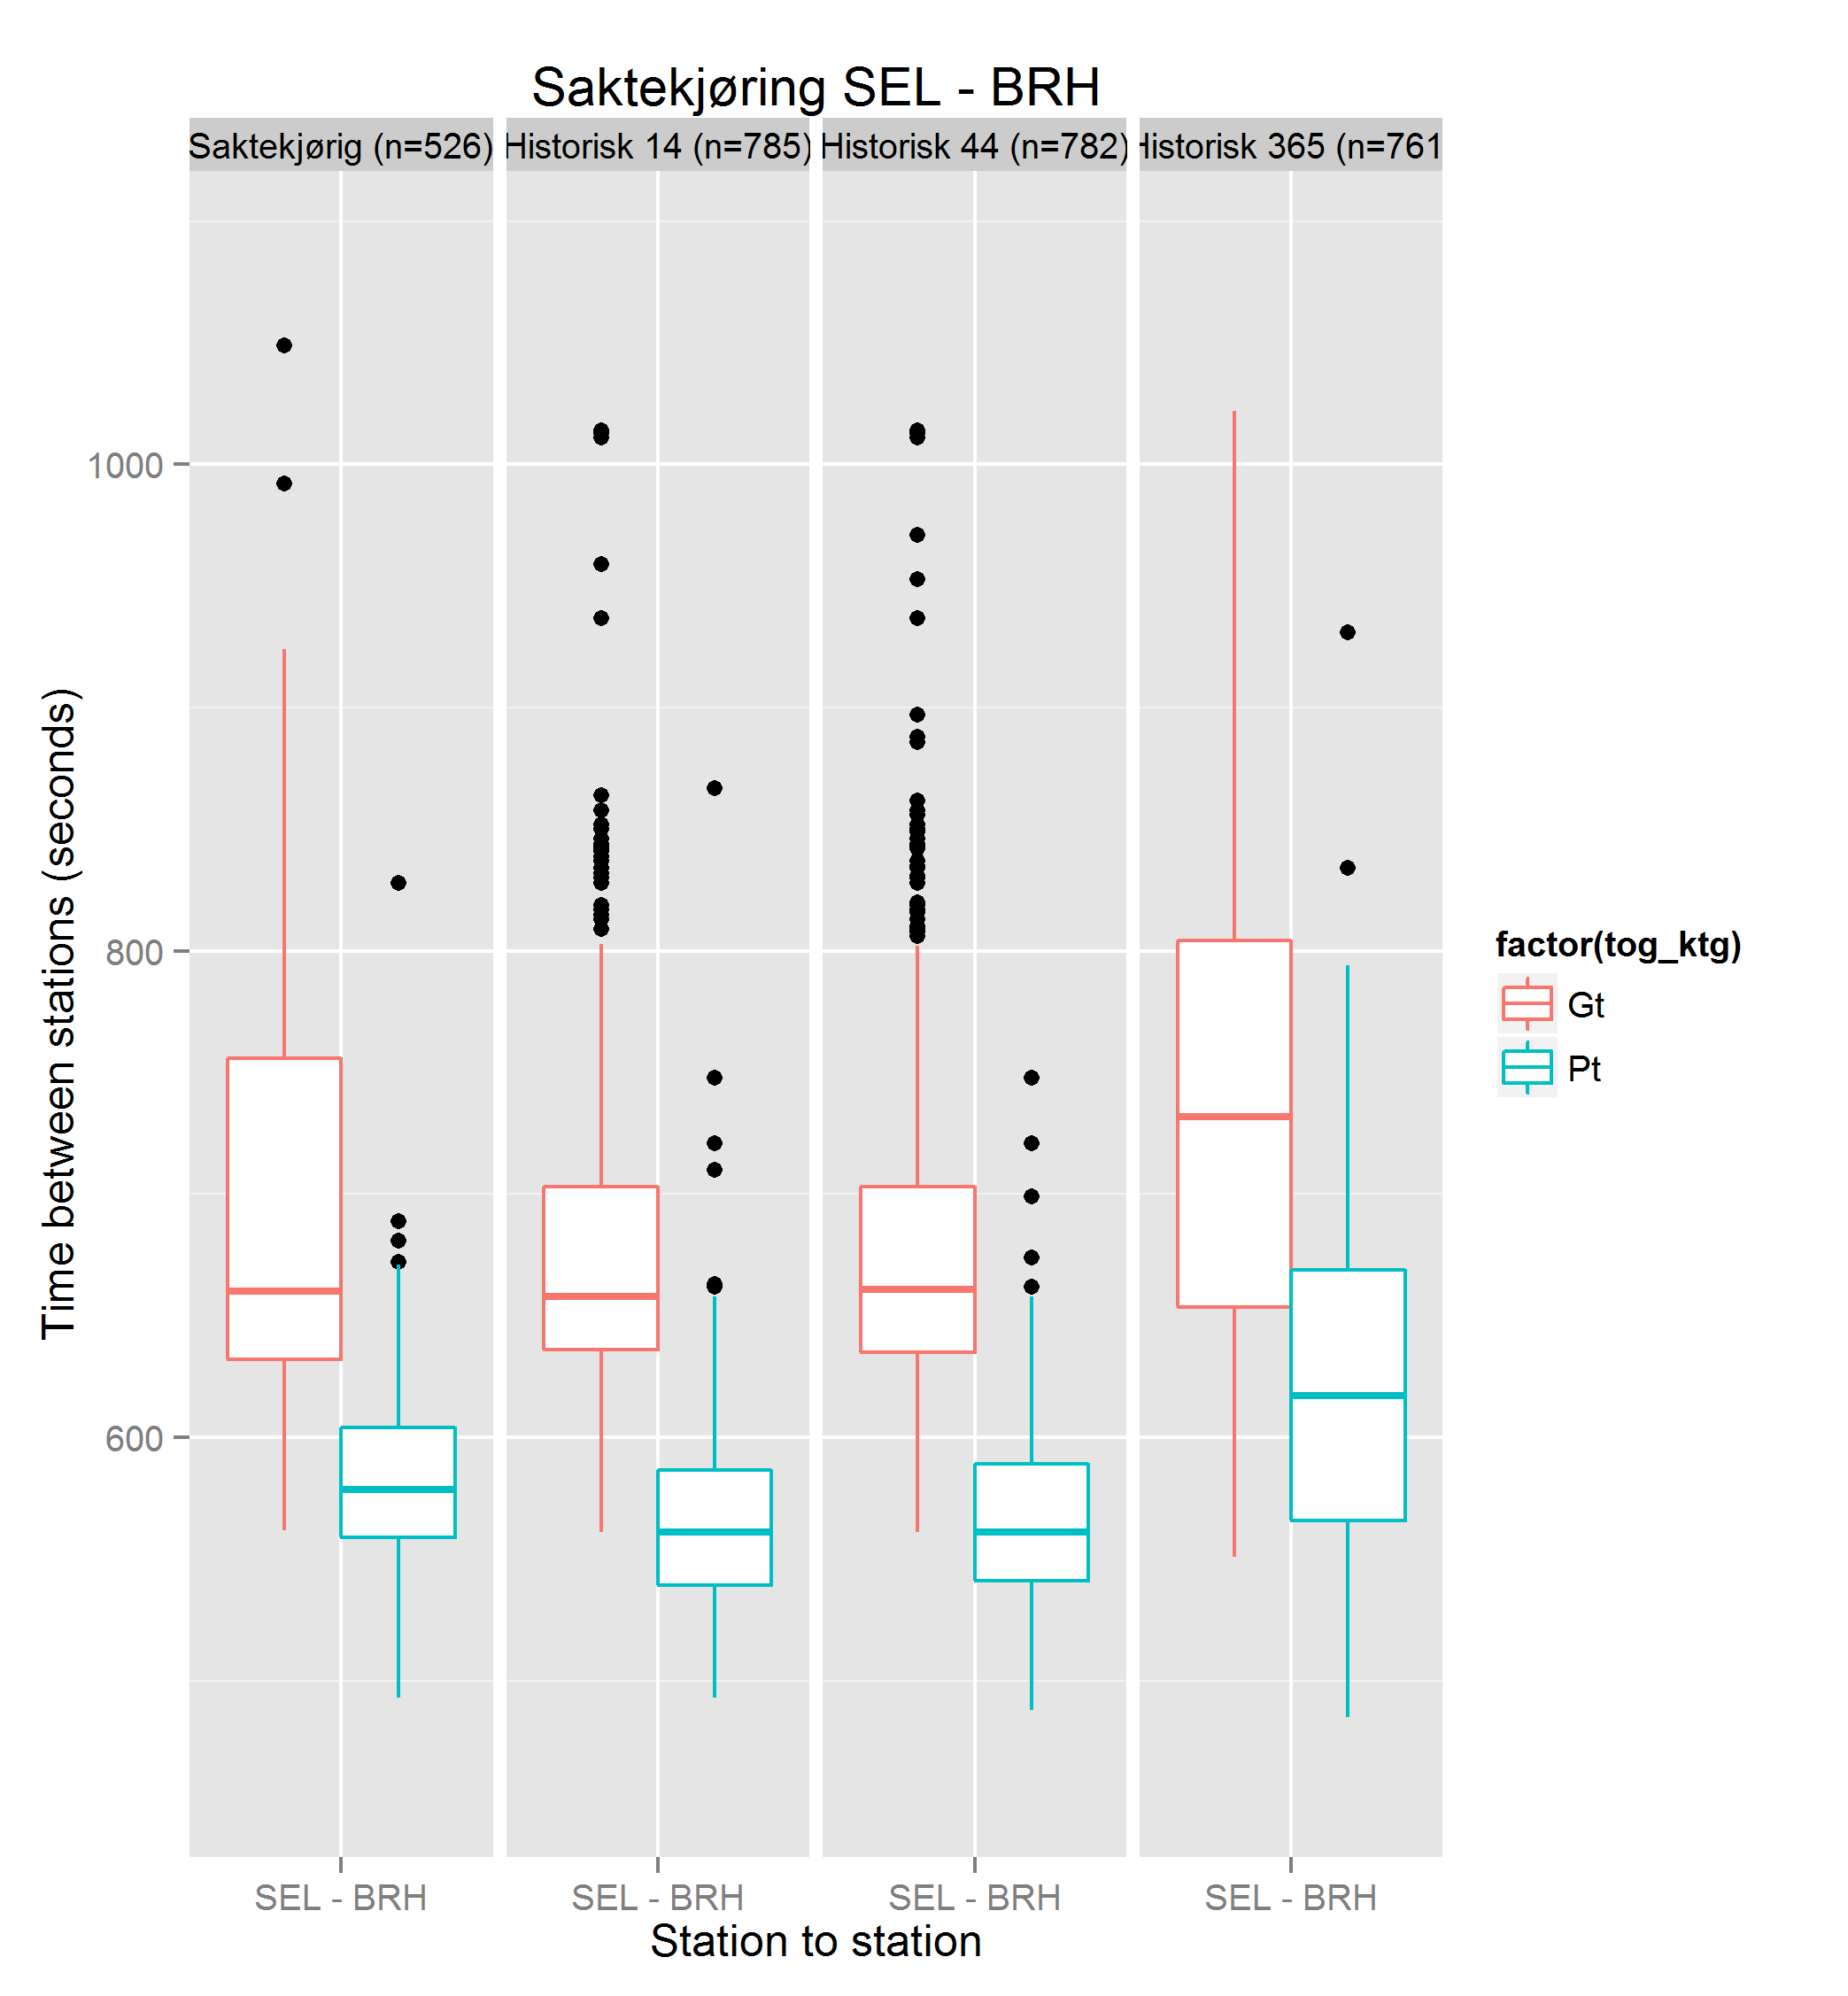 Saktekjøring SEL - BRH
Saktekjørig (n=526) Historisk 14 (n=785) Historisk 44 (n=782) Historisk 365 (n=761
1000
800
600
Time between stations (seconds)
factor(tog_ktg)
Gt
Pt
SEL - BRH SEL - BRH SEL - BRH SEL - BRH
Station to station